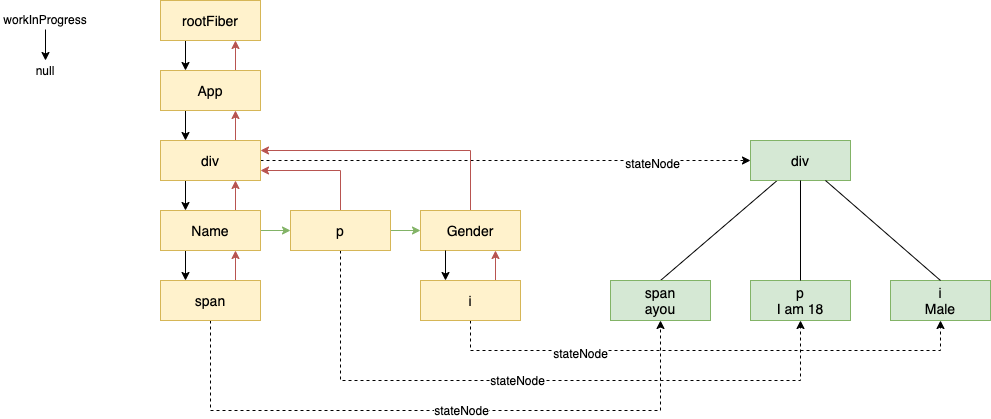 rootFiber
workInProgress
null
App
div
stateNode
div
Name
p
Gender
span
i
span
ayou
p
I am 18
i
Male
stateNode
stateNode
stateNode